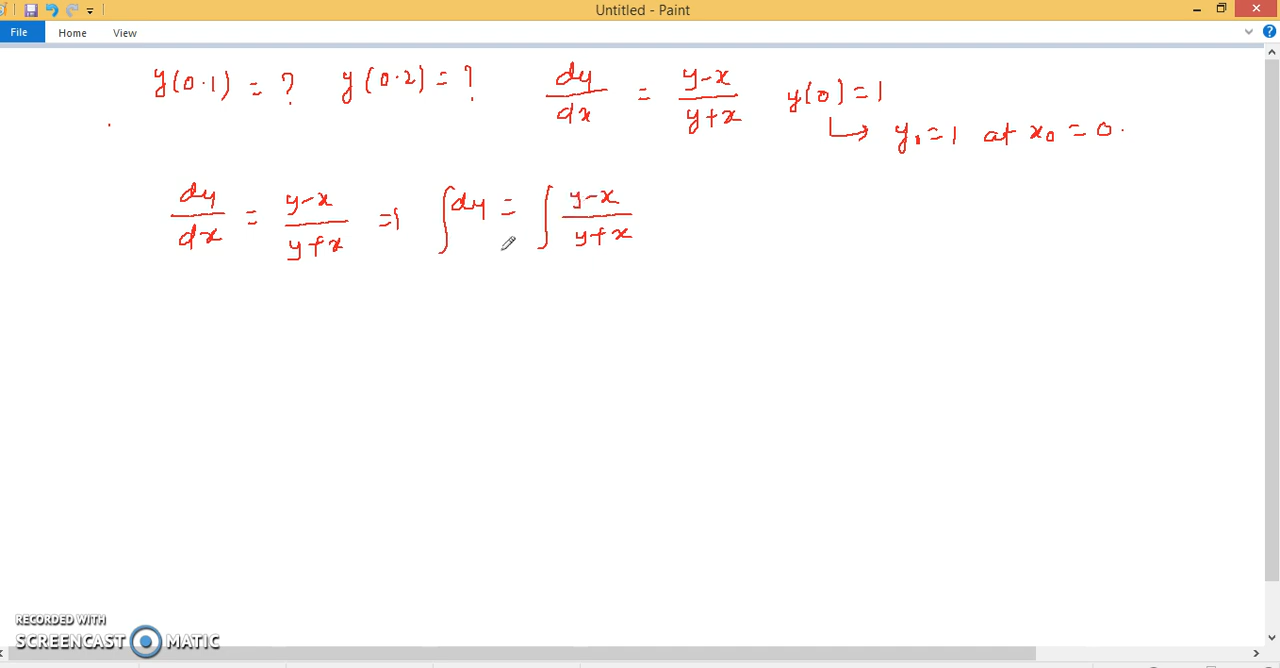 Untitled - Paint
File Home View
y(0.1) = ? y(0.2) = ? dy/dx = y-x/y+x y(0) = 1
↳ y₀ = 1 at x₀ = 0.
dy/dx = y-x/y+x ⇒ ∫dy = ∫ y-x/y+x
RECORDED WITH
SCREENCAST MATIC